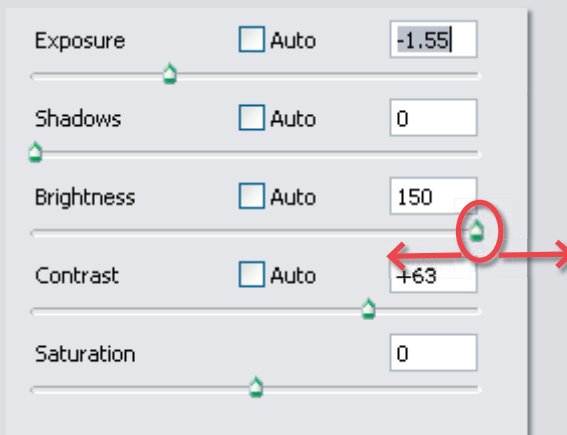 Exposure Auto -1.55
Shadows Auto 0
Brightness Auto 150
Contrast Auto +63
Saturation 0